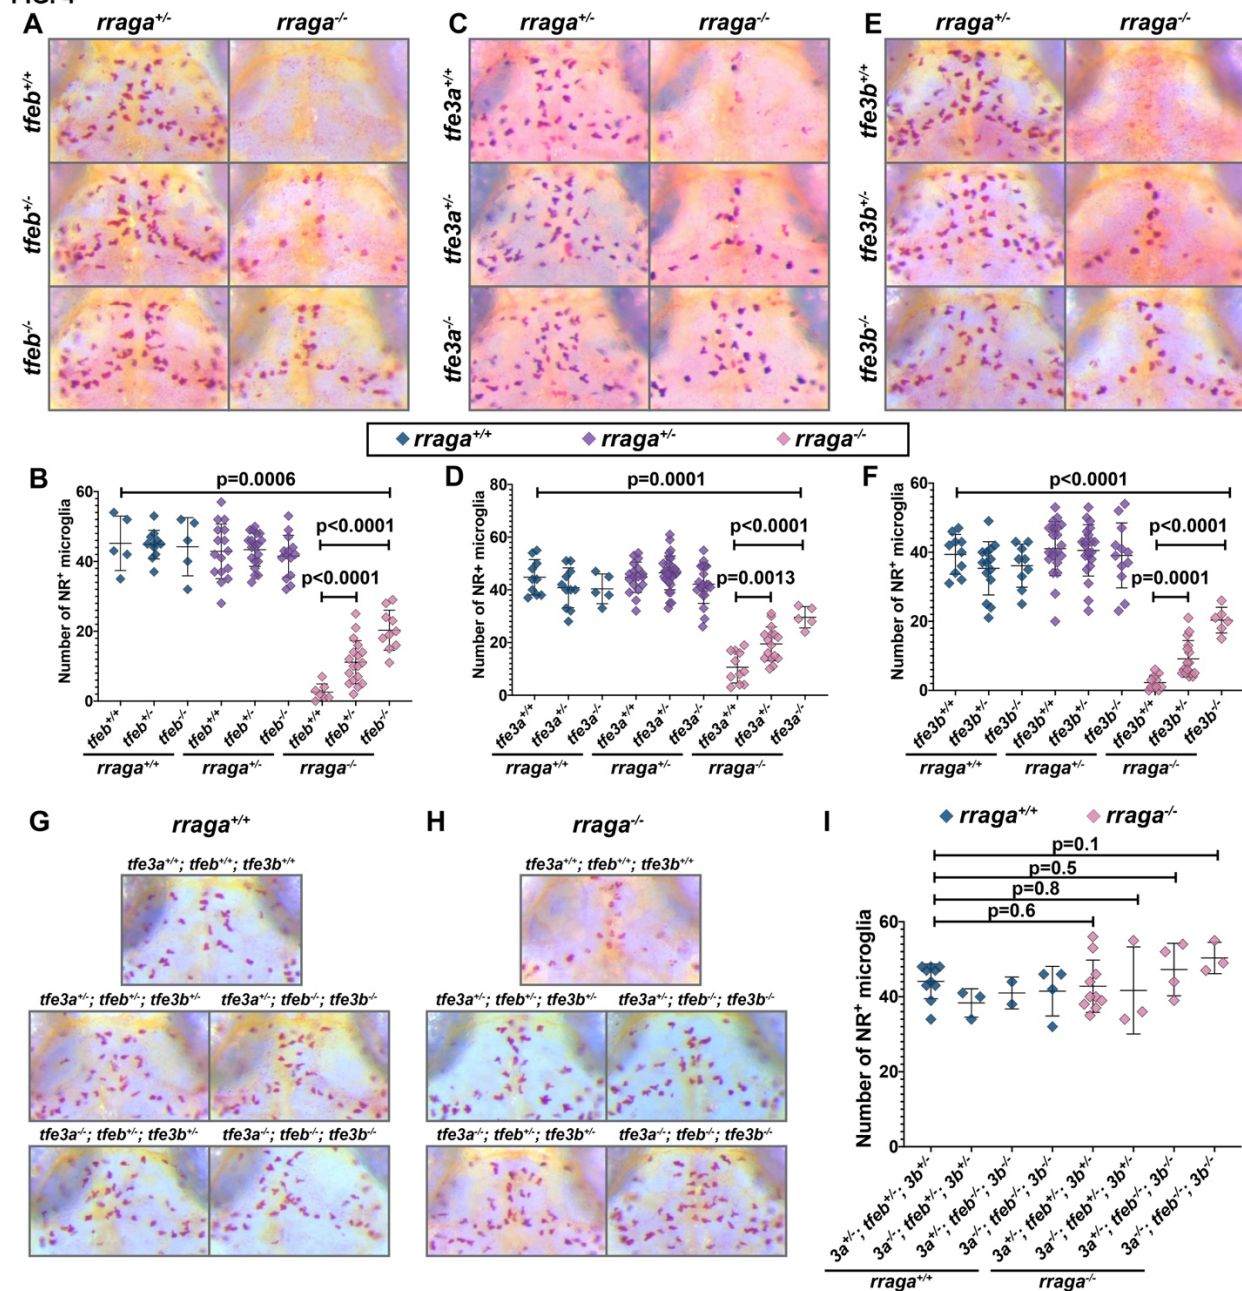 A rraga+/- rraga-/- C rraga+/- rraga-/- E rraga+/- rraga-/-
tfeb+/+ tfe3a+/+ tfe3b+/+
tfeb+/- tfe3a+/- tfe3b+/-
tfeb-/- tfe3a-/- tfe3b-/-
rraga+/+ rraga+/- rraga-/-
B
p=0.0006
p<0.0001
p<0.0001
Number of NR+ microglia
60
40
20
0
tfeb+/+ tfeb+/- tfeb-/- tfeb+/+ tfeb+/- tfeb-/- tfeb+/+ tfeb+/- tfeb-/-
rraga+/+ rraga+/- rraga-/-
D
p=0.0001
p<0.0001
p=0.0013
Number of NR+ microglia
80
60
40
20
0
tfe3a+/+ tfe3a+/- tfe3a-/- tfe3a+/+ tfe3a+/- tfe3a-/- tfe3a+/+ tfe3a+/- tfe3a-/-
rraga+/+ rraga+/- rraga-/-
F
p<0.0001
p<0.0001
p=0.0001
Number of NR+ microglia
60
40
20
0
tfe3b+/+ tfe3b+/- tfe3b-/- tfe3b+/+ tfe3b+/- tfe3b-/- tfe3b+/+ tfe3b-/- tfe3b-/-
rraga+/+ rraga+/- rraga-/-
G rraga+/+
tfe3a+/+; tfeb+/+; tfe3b+/+
tfe3a+/-; tfeb+/-; tfe3b+/- tfe3a+/-; tfeb-/-; tfe3b-/-
tfe3a-/-; tfeb+/-; tfe3b+/- tfe3a-/-; tfeb-/-; tfe3b-/-
H rraga-/-
tfe3a+/+; tfeb+/+; tfe3b+/+
tfe3a+/-; tfeb+/-; tfe3b+/- tfe3a+/-; tfeb-/-; tfe3b-/-
tfe3a-/-; tfeb+/-; tfe3b+/- tfe3a-/-; tfeb-/-; tfe3b-/-
I
rraga+/+ rraga-/-
p=0.1
p=0.5
p=0.8
p=0.6
Number of NR+ microglia
60
40
20
0
3a+/-; tfeb+/-; 3b+/-
3a-/-; tfeb+/-; 3b+/-
3a+/-; tfeb-/-; 3b-/-
3a-/-; tfeb-/-; 3b-/-
3a+/-; tfeb+/-; 3b+/-
3a-/-; tfeb+/-; 3b+/-
3a+/-; tfeb-/-; 3b-/-
3a-/-; tfeb-/-; 3b-/-
rraga+/+ rraga-/-